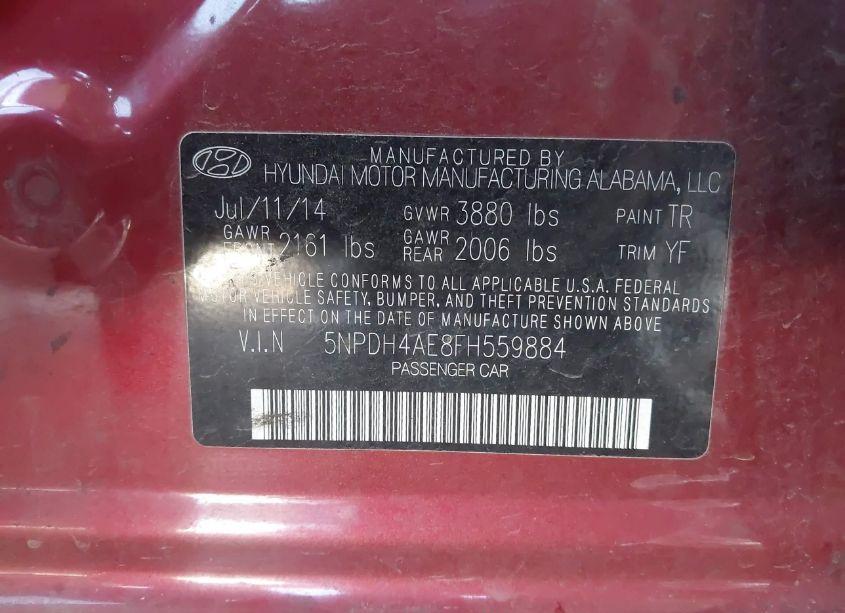 MANUFACTURED BY
HYUNDAI MOTOR MANUFACTURING ALABAMA, LLC
Jul/11/14 GVWR 3880 lbs PAINT TR
GAWR FRONT 2161 lbs GAWR REAR 2006 lbs TRIM YF
THIS VEHICLE CONFORMS TO ALL APPLICABLE U.S.A. FEDERAL
MOTOR VEHICLE SAFETY, BUMPER, AND THEFT PREVENTION STANDARDS
IN EFFECT ON THE DATE OF MANUFACTURE SHOWN ABOVE
V.I.N 5NPDH4AE8FH559884
PASSENGER CAR